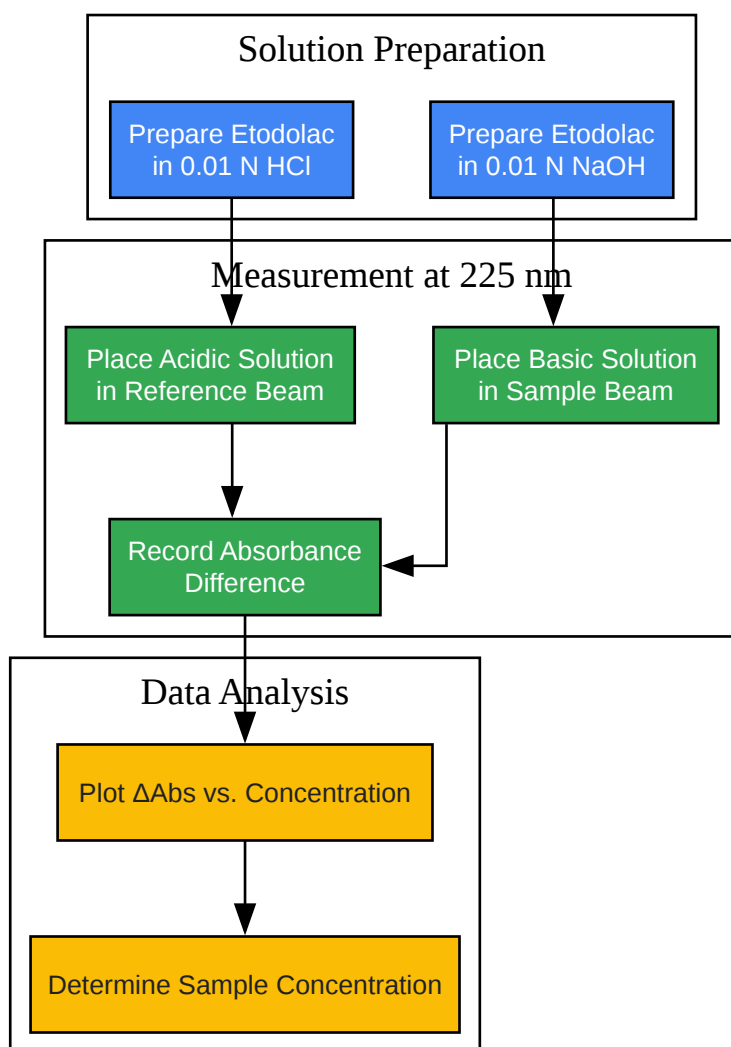 Solution Preparation
Prepare Etodolac
in 0.01 N HCl
Prepare Etodolac
in 0.01 N NaOH
Measurement at 225 nm
Place Acidic Solution
in Reference Beam
Place Basic Solution
in Sample Beam
Record Absorbance
Difference
Data Analysis
Plot ΔAbs vs. Concentration
Determine Sample Concentration